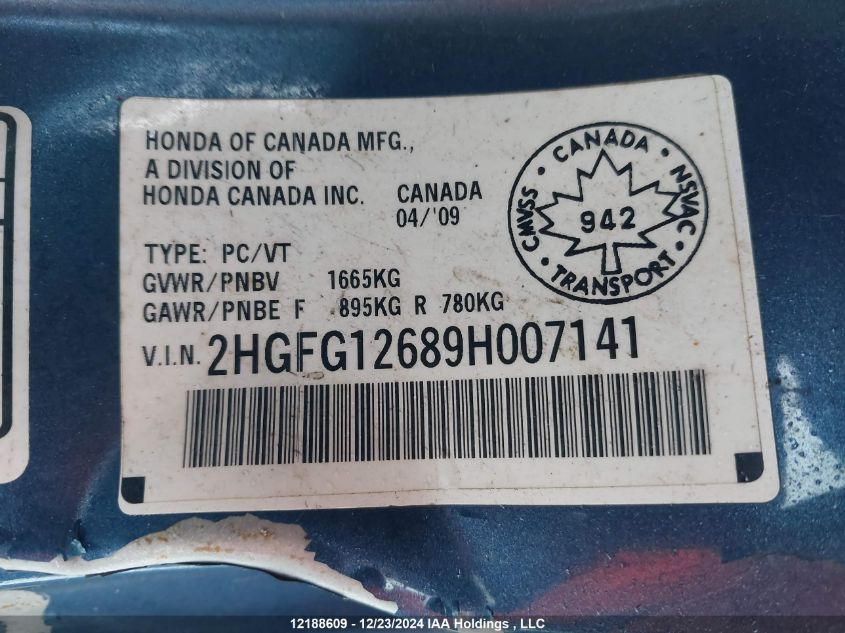 HONDA OF CANADA MFG.,
A DIVISION OF
HONDA CANADA INC. CANADA
04/'09
TYPE: PC/VT
GVWR/PNBV 1665KG
GAWR/PNBE F 895KG R 780KG
V.I.N. 2HGFG12689H007141
CMVSS · CANADA · NSVAC · TRANSPORT ·
942
12188609 - 12/23/2024 IAA Holdings , LLC